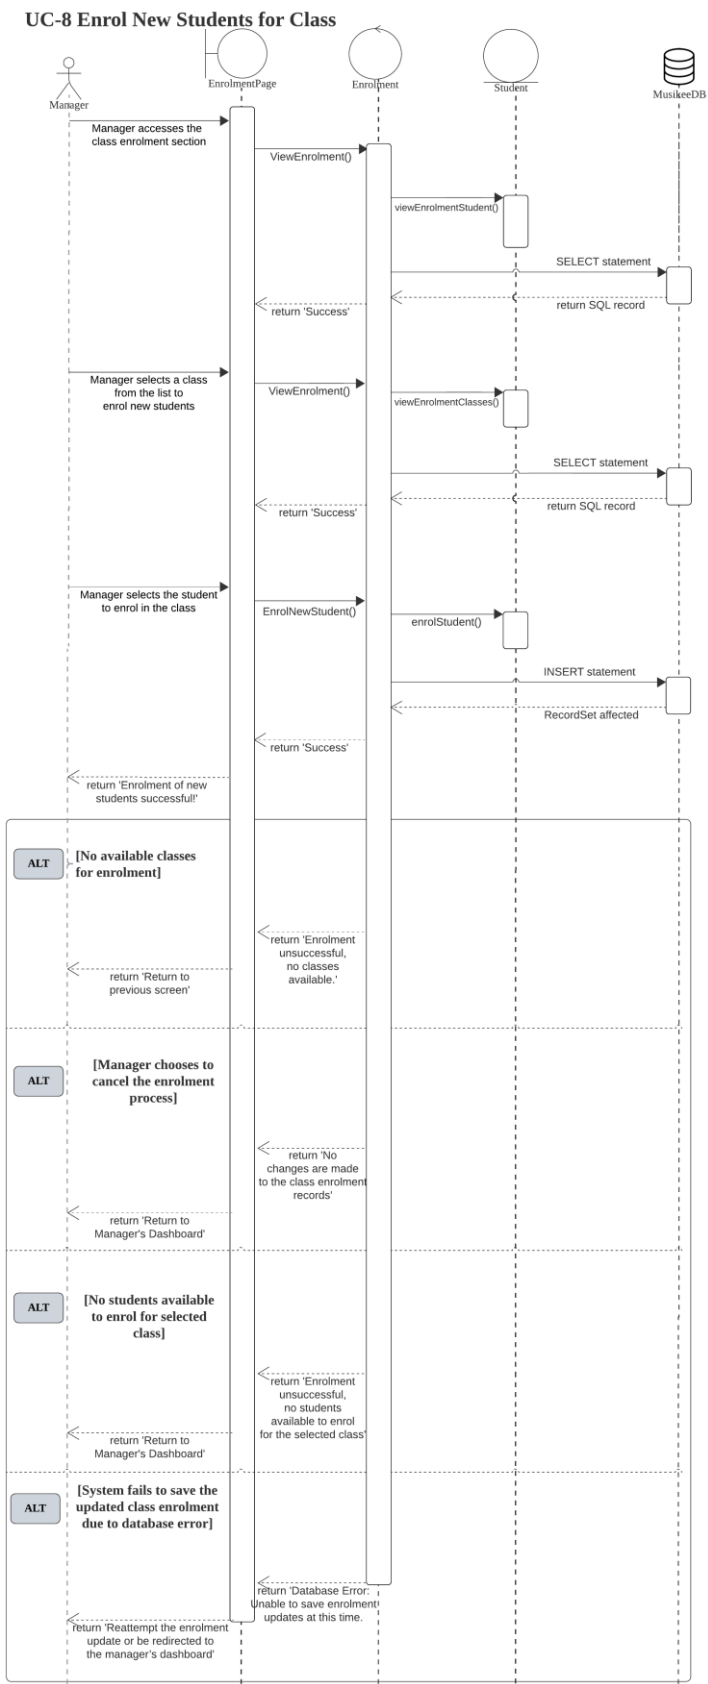 UC-8 Enrol New Students for Class
Manager
EnrolmentPage
Enrolment
Student
MusikeeDB
Manager accesses the
class enrolment section
ViewEnrolment()
viewEnrolmentStudent()
SELECT statement
return SQL record
return 'Success'
Manager selects a class
from the list to
enrol new students
ViewEnrolment()
viewEnrolmentClasses()
SELECT statement
return SQL record
return 'Success'
Manager selects the student
to enrol in the class
EnrolNewStudent()
enrolStudent()
INSERT statement
RecordSet affected
return 'Success'
return 'Enrolment of new
students successful!'
ALT
[No available classes
for enrolment]
return 'Enrolment
unsuccessful,
no classes
available.'
return 'Return to
previous screen'
ALT
[Manager chooses to
cancel the enrolment
process]
return 'No
changes are made
to the class enrolment
records'
return 'Return to
Manager's Dashboard'
ALT
[No students available
to enrol for selected
class]
return 'Enrolment
unsuccessful,
no students
available to enrol
for the selected class'
return 'Return to
Manager's Dashboard'
ALT
[System fails to save the
updated class enrolment
due to database error]
return 'Database Error:
Unable to save enrolment
updates at this time.
return 'Reattempt the enrolment
update or be redirected to
the manager's dashboard'